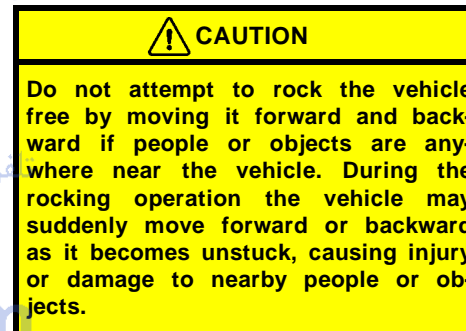 CAUTION
Do not attempt to rock the vehicle
free by moving it forward and back-
ward if people or objects are any-
where near the vehicle. During the
rocking operation the vehicle may
suddenly move forward or backward
as it becomes unstuck, causing injury
or damage to nearby people or ob-
jects.